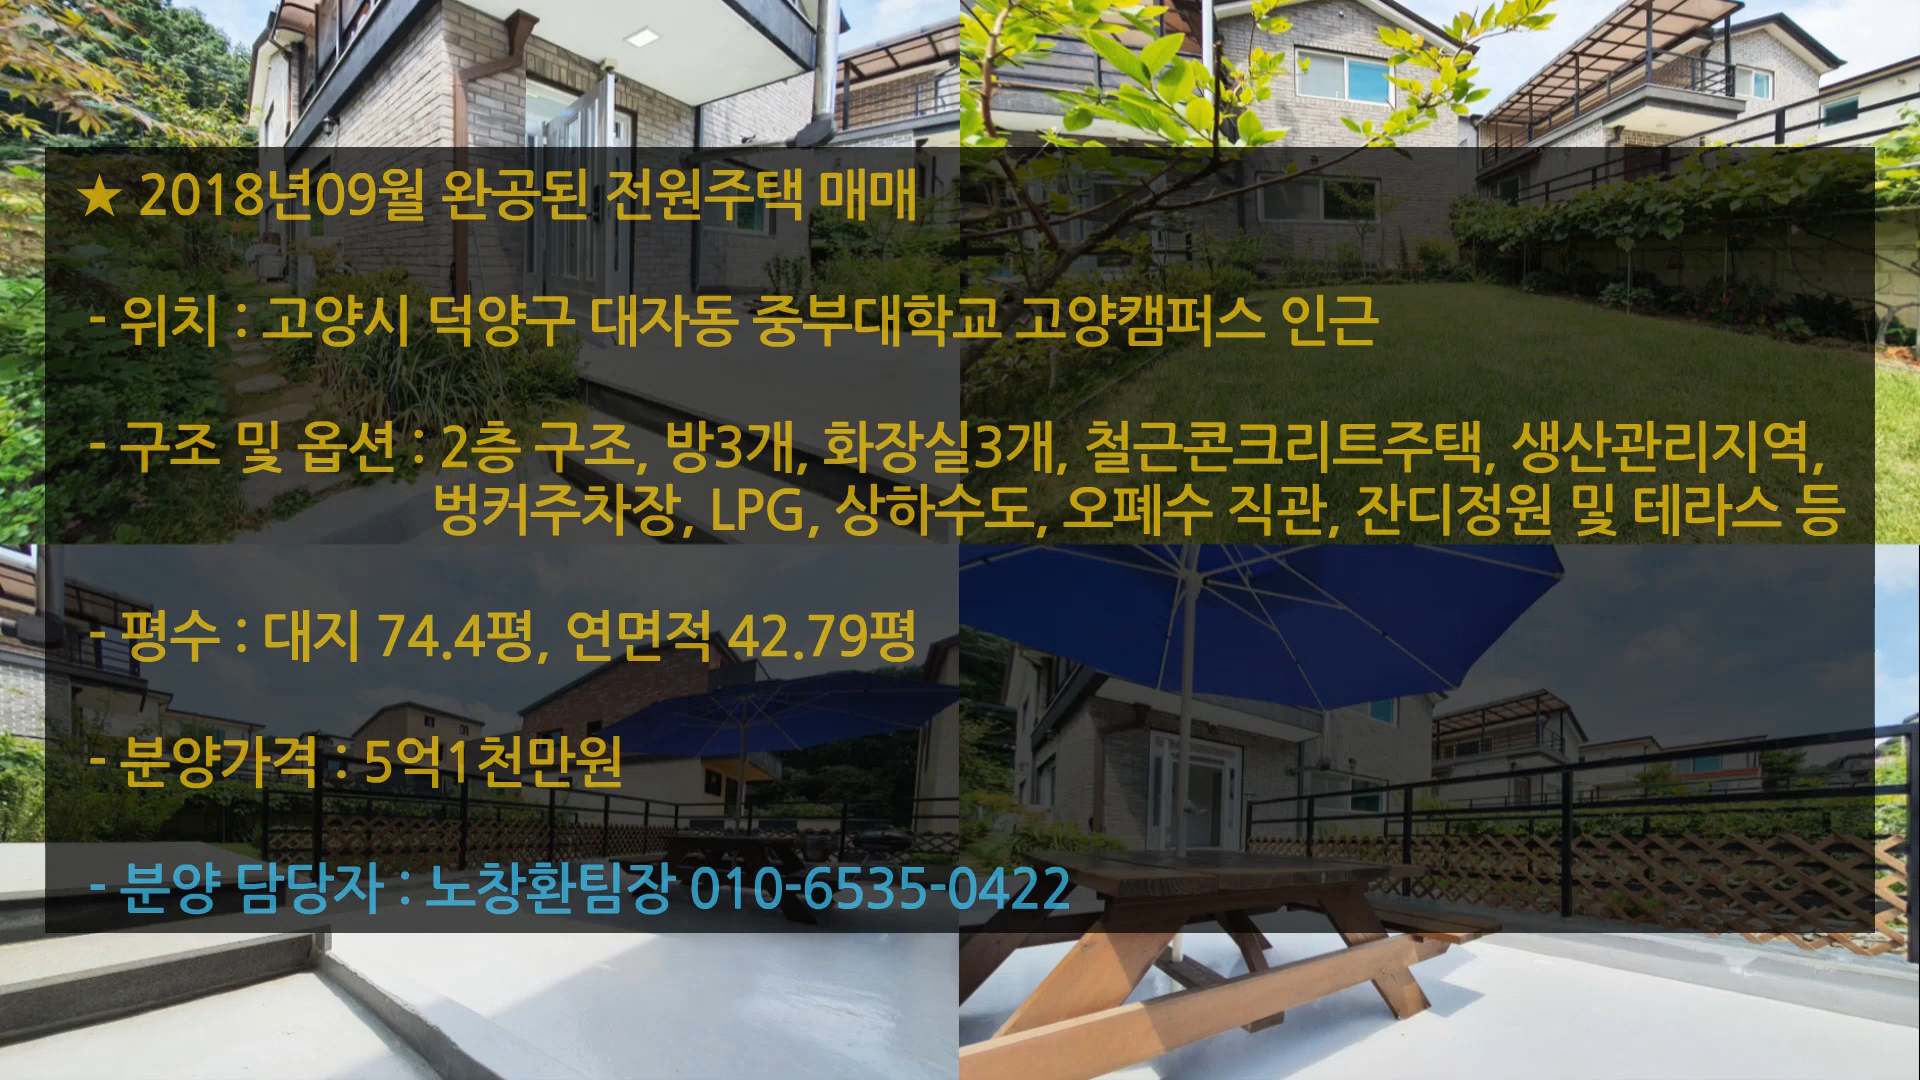 ★ 2018년09월 완공된 전원주택 매매
- 위치 : 고양시 덕양구 대자동 중부대학교 고양캠퍼스 인근
- 구조 및 옵션 : 2층 구조, 방3개, 화장실3개, 철근콘크리트주택, 생산관리지역,
벙커주차장, LPG, 상하수도, 오폐수 직관, 잔디정원 및 테라스 등
- 평수 : 대지 74.4평, 연면적 42.79평
- 분양가격 : 5억1천만원
- 분양 담당자 : 노창환팀장 010-6535-0422